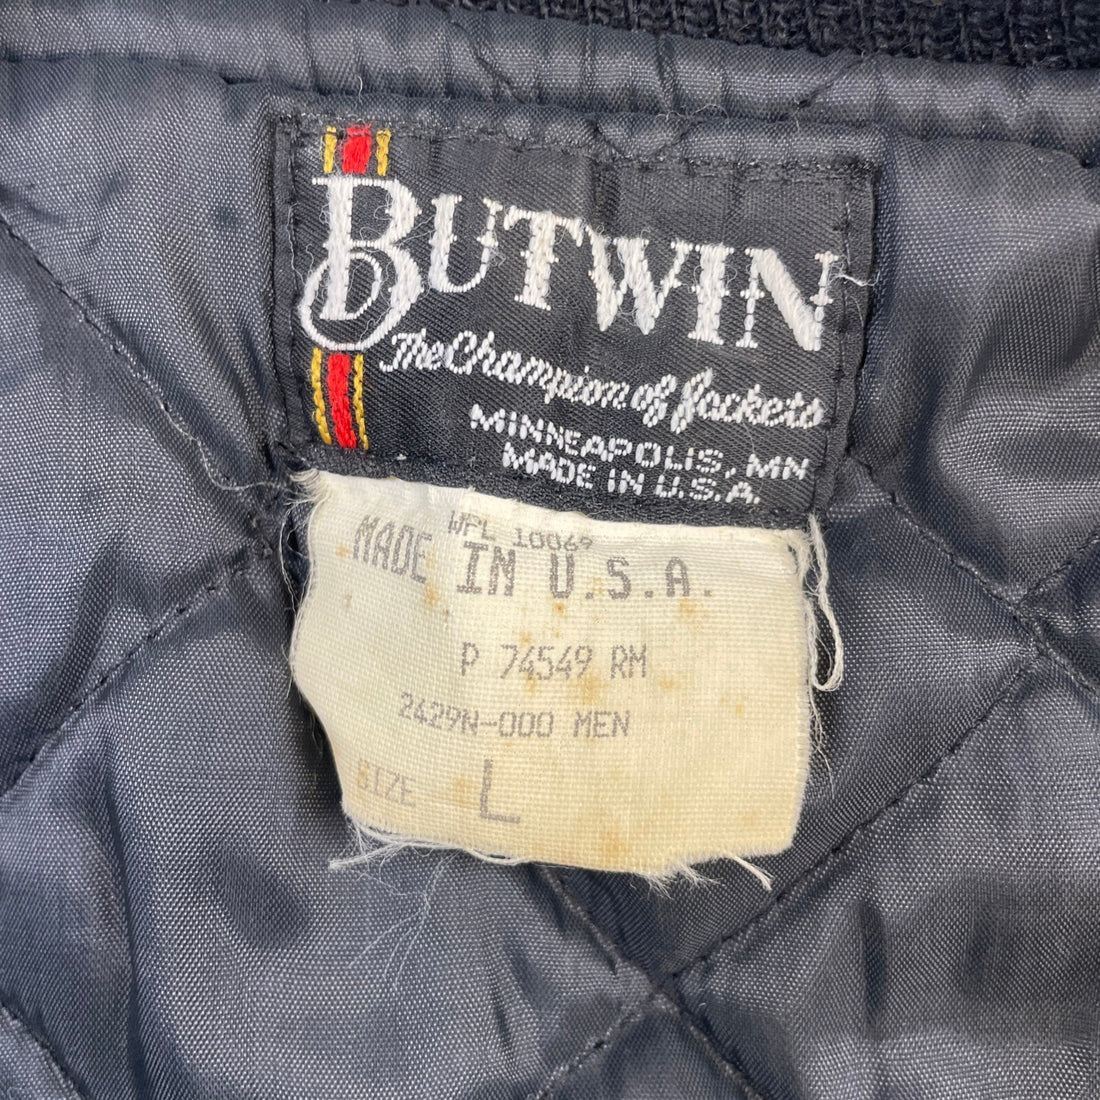 BUTWIN
The Champion of Jackets
MINNEAPOLIS, MN
MADE IN U.S.A.
WPL 10069
MADE IN U.S.A.
P 74549 RM
2429N-000 MEN
SIZE L